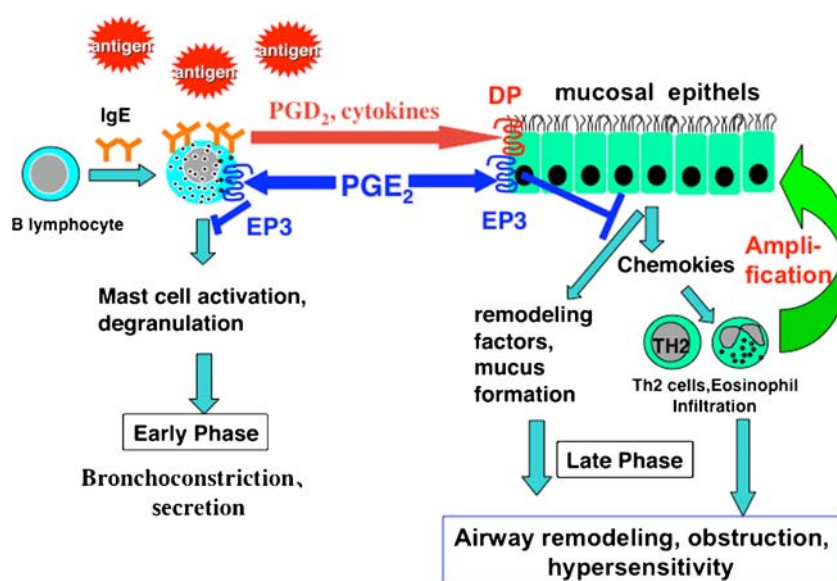 antigen
antigen
antigen
IgE
B lymphocyte
PGD₂, cytokines
DP
mucosal epithels
PGE₂
EP3
EP3
Mast cell activation,
degranulation
Early Phase
Bronchoconstriction、
secretion
Chemokies
Ampli-
fication
remodeling
factors,
mucus
formation
TH2
Th2 cells,Eosinophil
Infiltration
Late Phase
Airway remodeling, obstruction,
hypersensitivity